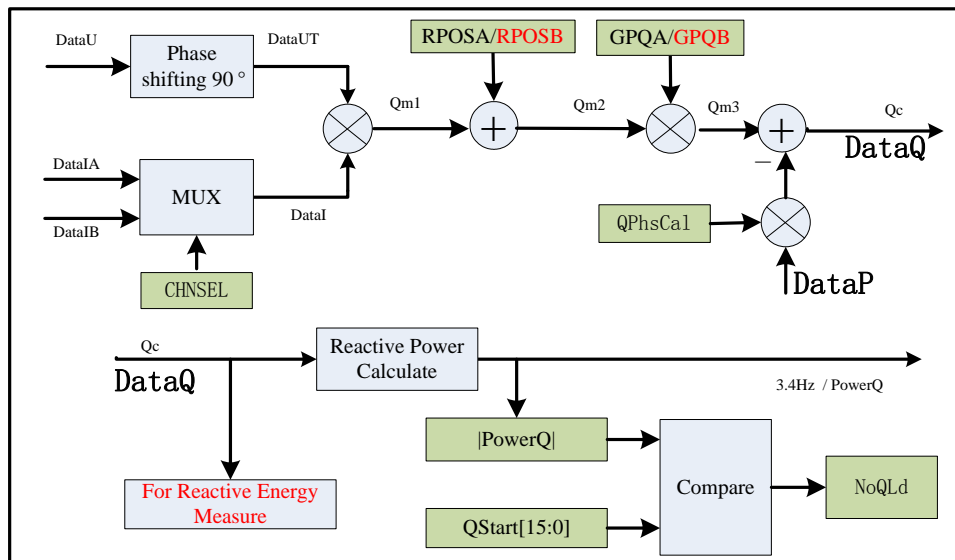 DataU
Phase
shifting 90°
DataUT
RPOSA/RPOSB
GPQA/GPQB
Qm1
+
Qm2
Qm3
+
Qc
DataQ
−
DataIA
MUX
DataI
DataIB
QPhsCal
CHNSEL
DataP
Qc
DataQ
Reactive Power
Calculate
3.4Hz / PowerQ
|PowerQ|
Compare
NoQLd
For Reactive Energy
Measure
QStart[15:0]